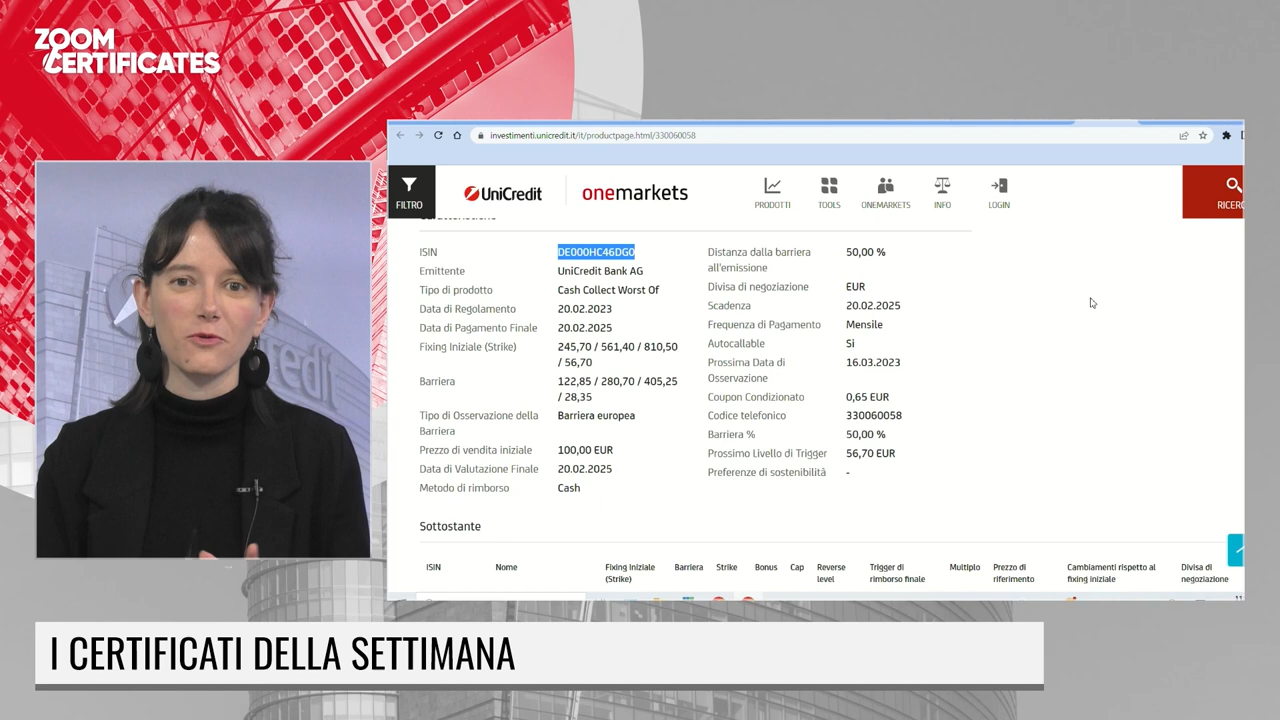 ZOOM
CERTIFICATES
investimenti.unicredit.it/it/productpage.html/330060058
FILTRO
UniCredit
onemarkets
PRODOTTI
TOOLS
ONEMARKETS
INFO
LOGIN
RICERC
ISIN DE000HC46DG0
Emittente UniCredit Bank AG
Tipo di prodotto Cash Collect Worst Of
Data di Regolamento 20.02.2023
Data di Pagamento Finale 20.02.2025
Fixing Iniziale (Strike) 245,70 / 561,40 / 810,50
/ 56,70
Barriera 122,85 / 280,70 / 405,25
/ 28,35
Tipo di Osservazione della Barriera europea
Barriera
Prezzo di vendita iniziale 100,00 EUR
Data di Valutazione Finale 20.02.2025
Metodo di rimborso Cash
Distanza dalla barriera 50,00 %
all'emissione
Divisa di negoziazione EUR
Scadenza 20.02.2025
Frequenza di Pagamento Mensile
Autocallable Si
Prossima Data di 16.03.2023
Osservazione
Coupon Condizionato 0,65 EUR
Codice telefonico 330060058
Barriera % 50,00 %
Prossimo Livello di Trigger 56,70 EUR
Preferenze di sostenibilità -
Sottostante
ISIN Nome Fixing Iniziale Barriera Strike Bonus Cap Reverse Trigger di Multiplo Prezzo di Cambiamenti rispetto al Divisa di
(Strike) level rimborso finale riferimento fixing iniziale negoziazione
edit
I CERTIFICATI DELLA SETTIMANA